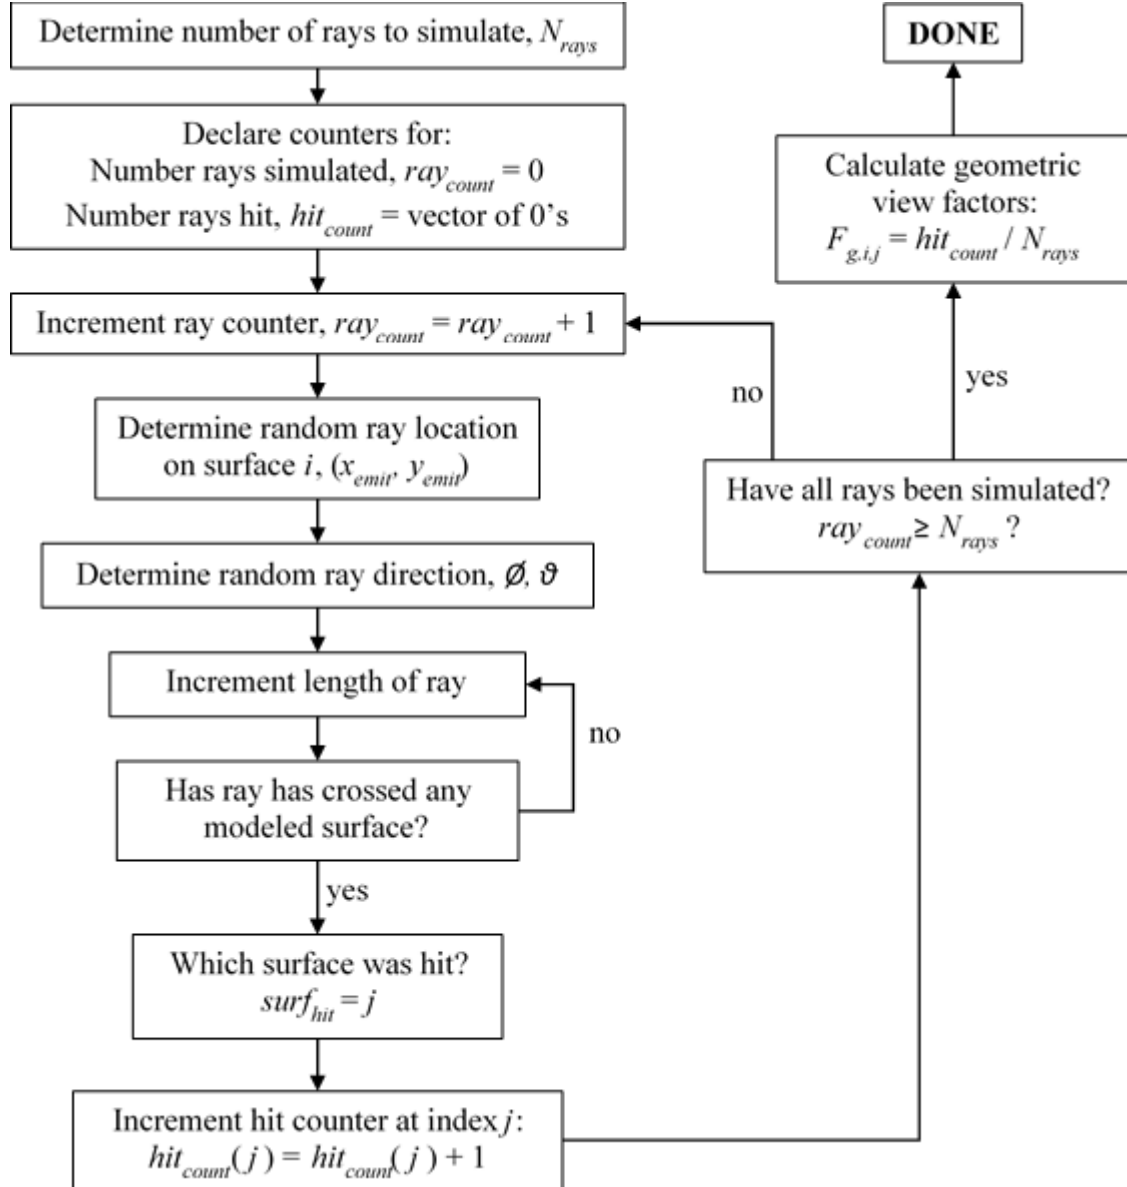 Determine number of rays to simulate, N_rays
Declare counters for:
Number rays simulated, ray_count = 0
Number rays hit, hit_count = vector of 0's
Increment ray counter, ray_count = ray_count + 1
Determine random ray location
on surface i, (x_emit, y_emit)
Determine random ray direction, Ø, ϑ
Increment length of ray
no
Has ray has crossed any
modeled surface?
yes
Which surface was hit?
surf_hit = j
Increment hit counter at index j:
hit_count(j) = hit_count(j) + 1
Have all rays been simulated?
ray_count ≥ N_rays ?
no
yes
Calculate geometric
view factors:
F_g.i,j = hit_count / N_rays
DONE